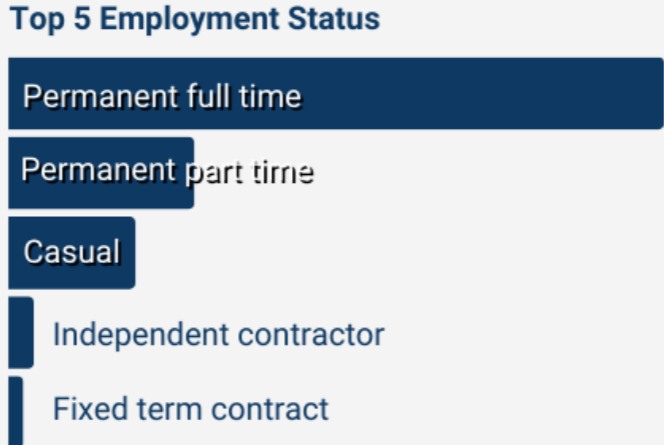 Top 5 Employment Status
Permanent full time
Permanent part time
Casual
Independent contractor
Fixed term contract